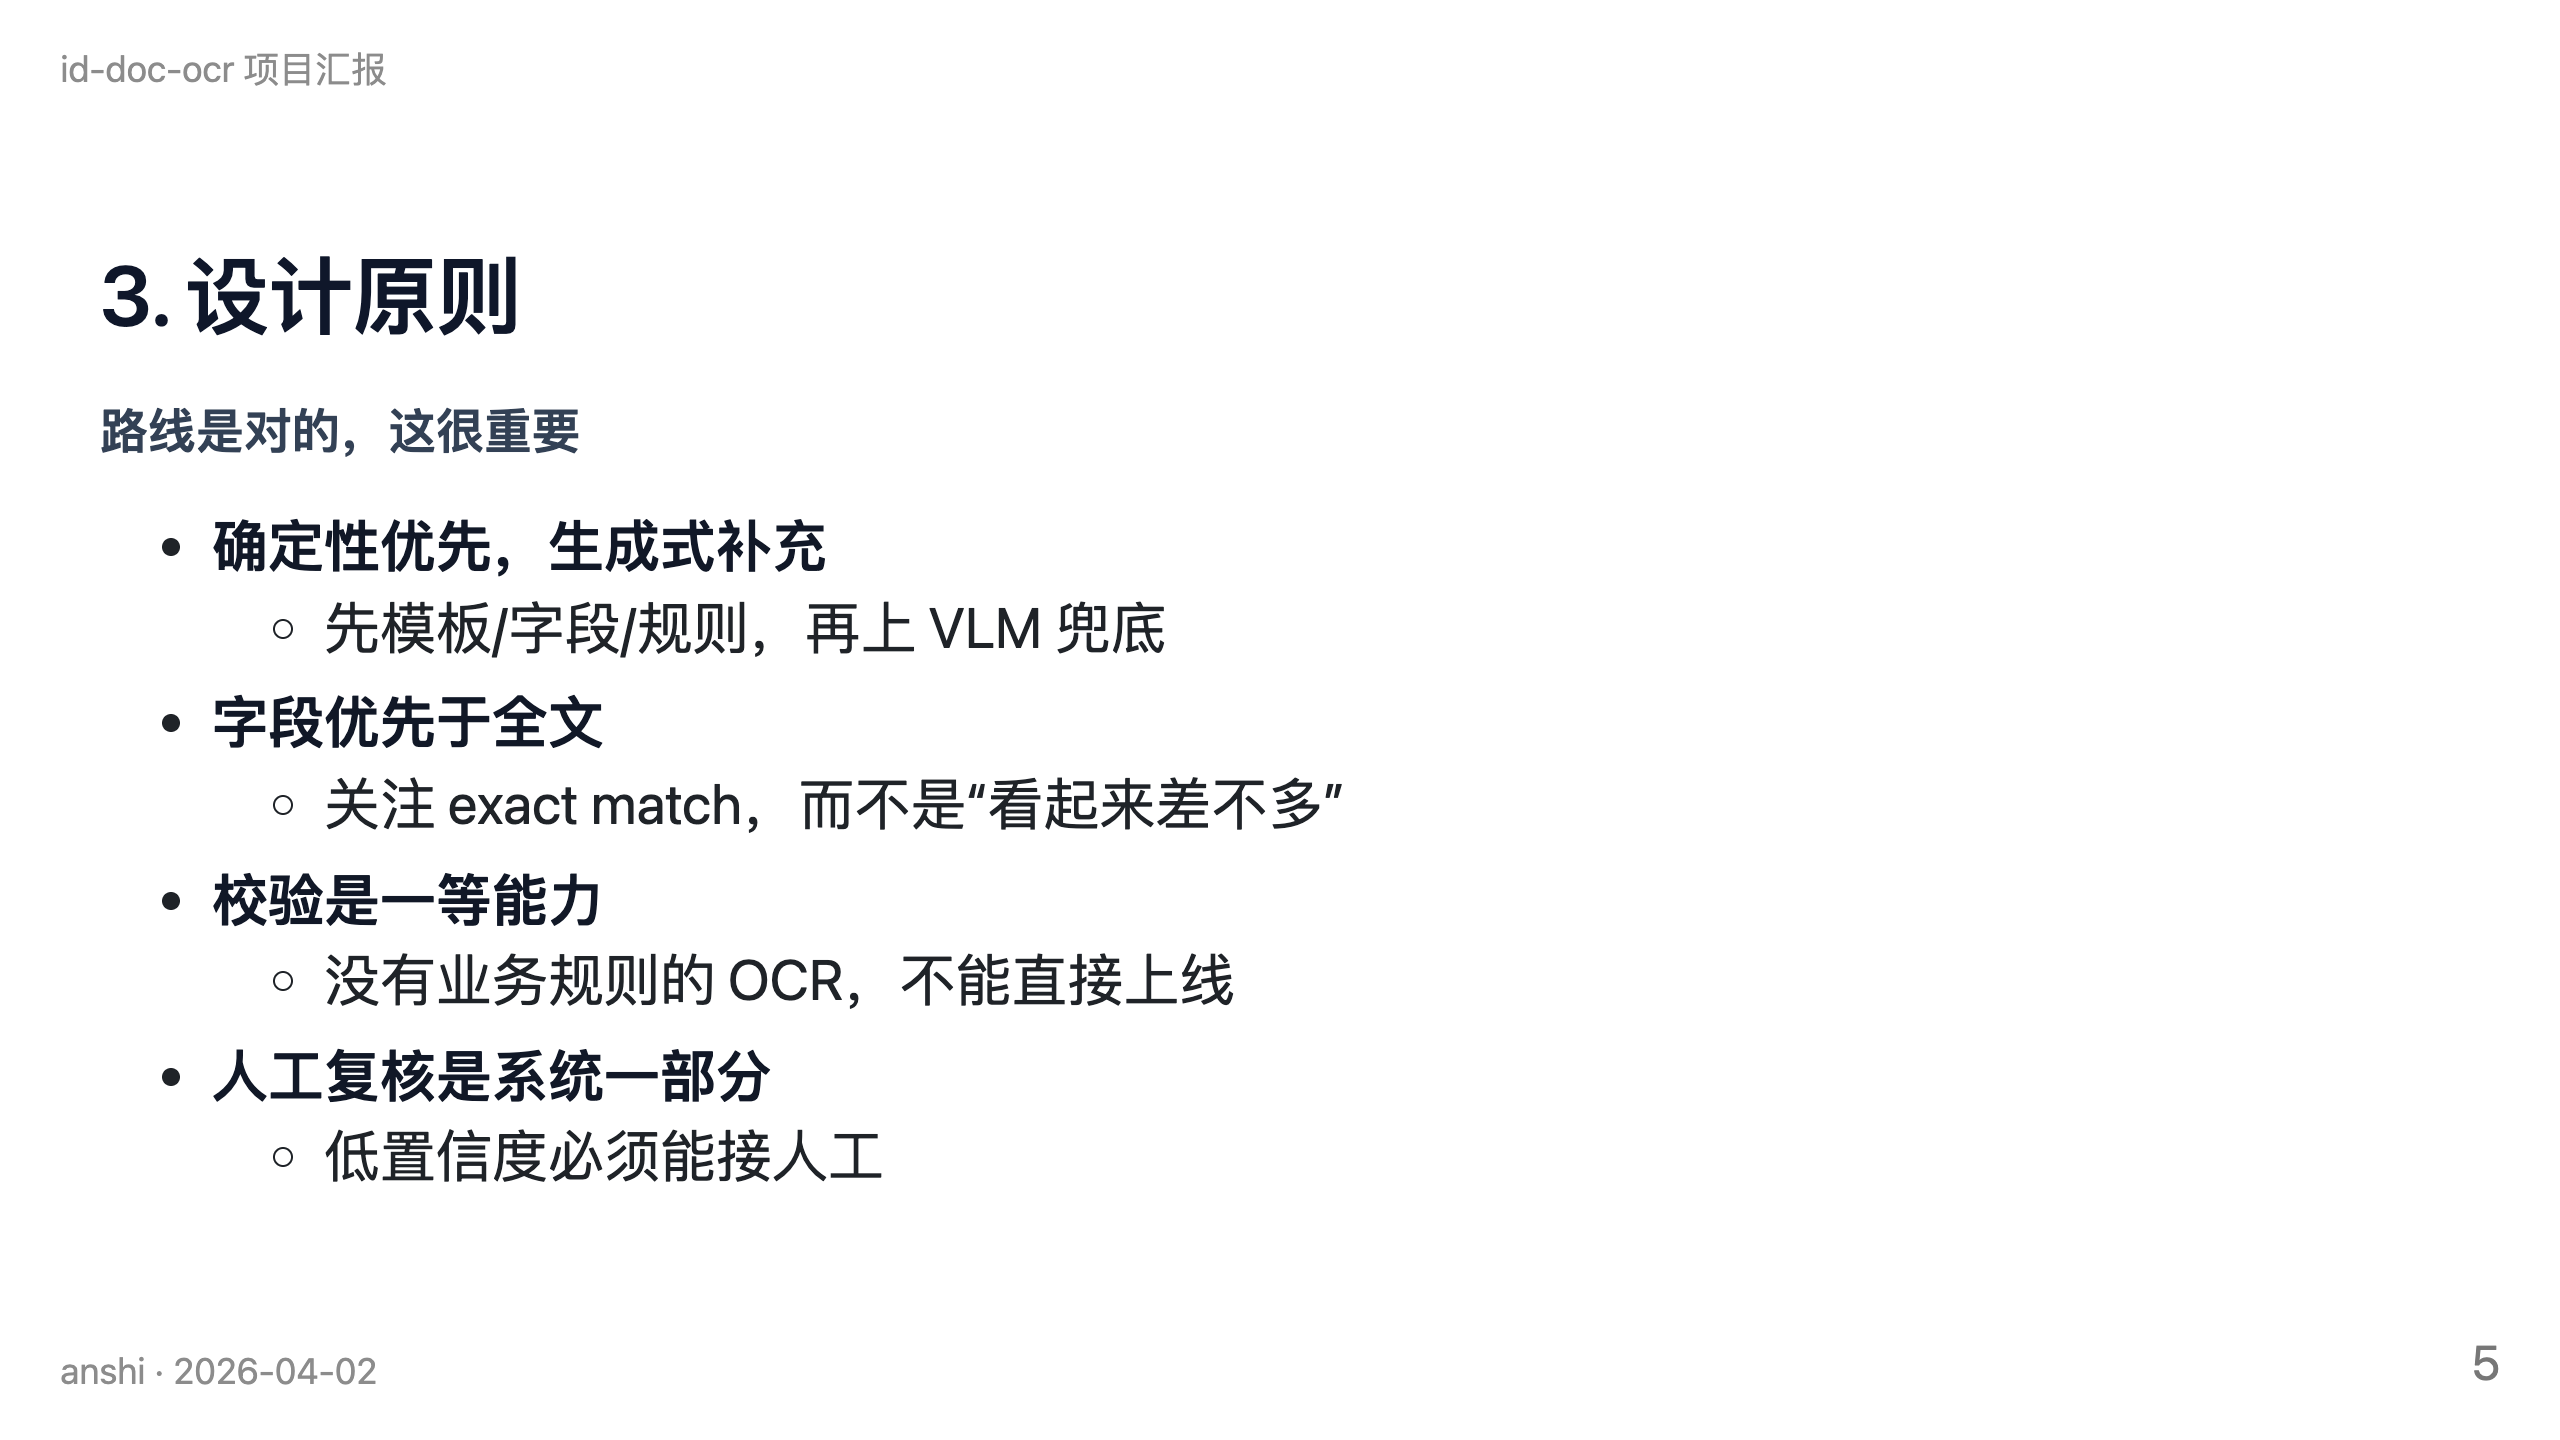 id-doc-ocr 项目汇报
3. 设计原则
路线是对的，这很重要
• 确定性优先，生成式补充
◦ 先模板/字段/规则，再上 VLM 兜底
• 字段优先于全文
◦ 关注 exact match，而不是“看起来差不多”
• 校验是一等能力
◦ 没有业务规则的 OCR，不能直接上线
• 人工复核是系统一部分
◦ 低置信度必须能接人工
anshi · 2026-04-02
5